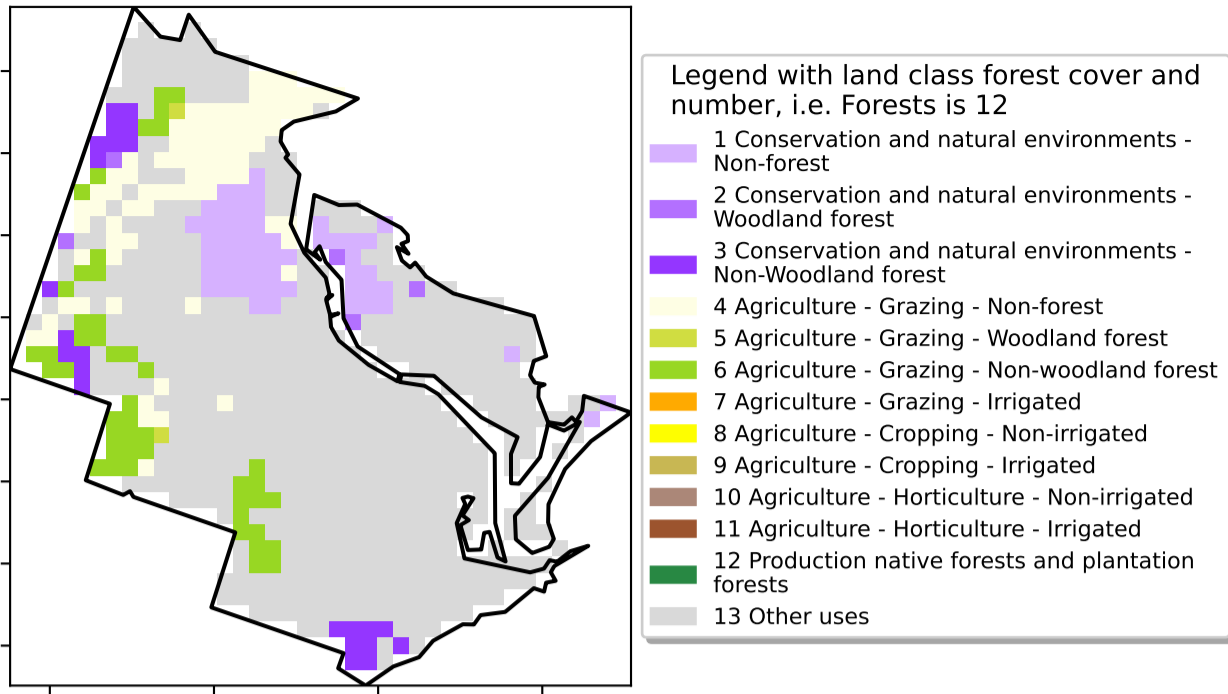 Legend with land class forest cover and
number, i.e. Forests is 12
1 Conservation and natural environments -
Non-forest
2 Conservation and natural environments -
Woodland forest
3 Conservation and natural environments -
Non-Woodland forest
4 Agriculture - Grazing - Non-forest
5 Agriculture - Grazing - Woodland forest
6 Agriculture - Grazing - Non-woodland forest
7 Agriculture - Grazing - Irrigated
8 Agriculture - Cropping - Non-irrigated
9 Agriculture - Cropping - Irrigated
10 Agriculture - Horticulture - Non-irrigated
11 Agriculture - Horticulture - Irrigated
12 Production native forests and plantation
forests
13 Other uses